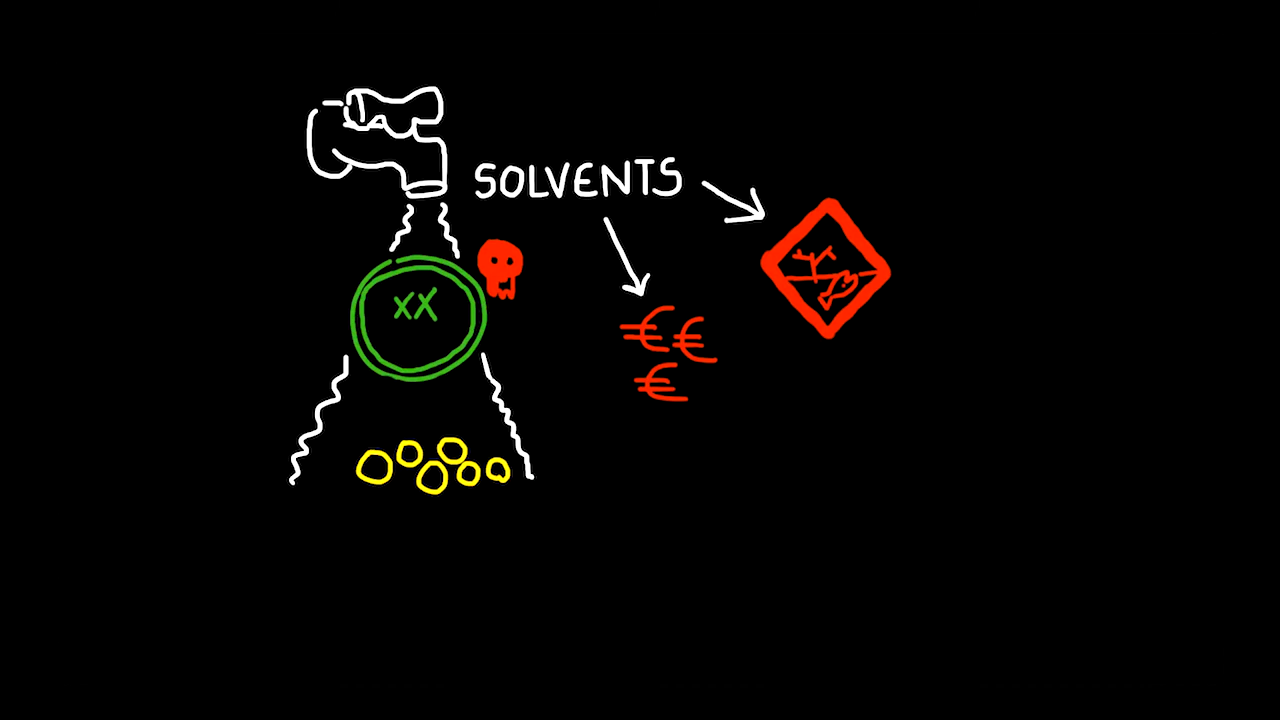 SOLVENTS
xX
€ €
€